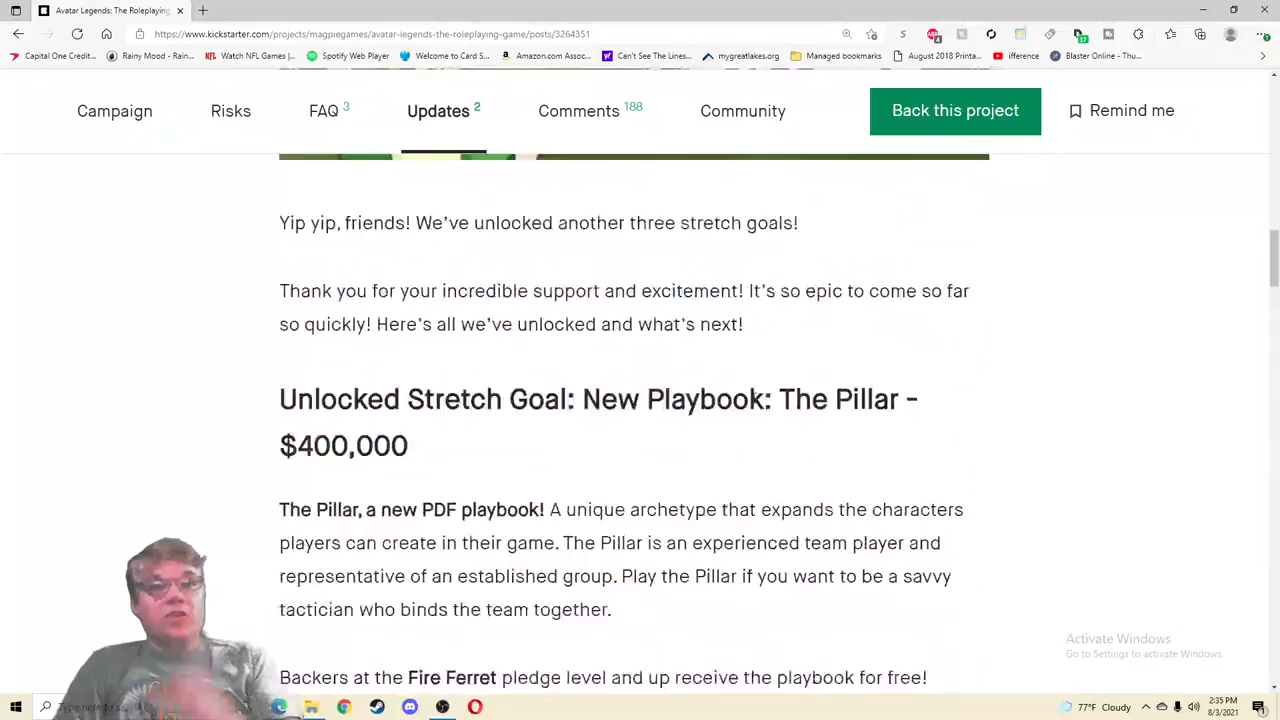 Avatar Legends: The Roleplaying
https://www.kickstarter.com/projects/magpiegames/avatar-legends-the-roleplaying-game/posts/3264351
Capital One Credit...
Rainy Mood - Rainy...
Watch NFL Games |...
Spotify Web Player
Welcome to Card S...
Amazon.com Assoc...
Can't See The Lines...
mygreatlakes.org
Managed bookmarks
August 2018 Printa...
ifference
Blaster Online - Thu...
Campaign
Risks
FAQ 3
Updates 2
Comments 188
Community
Back this project
Remind me
Yip yip, friends! We've unlocked another three stretch goals!
Thank you for your incredible support and excitement! It's so epic to come so far
so quickly! Here's all we've unlocked and what's next!
Unlocked Stretch Goal: New Playbook: The Pillar -
$400,000
The Pillar, a new PDF playbook! A unique archetype that expands the characters
players can create in their game. The Pillar is an experienced team player and
representative of an established group. Play the Pillar if you want to be a savvy
tactician who binds the team together.
Backers at the Fire Ferret pledge level and up receive the playbook for free!
Activate Windows
Go to Settings to activate Windows.
77°F Cloudy
2:35 PM
8/3/2021